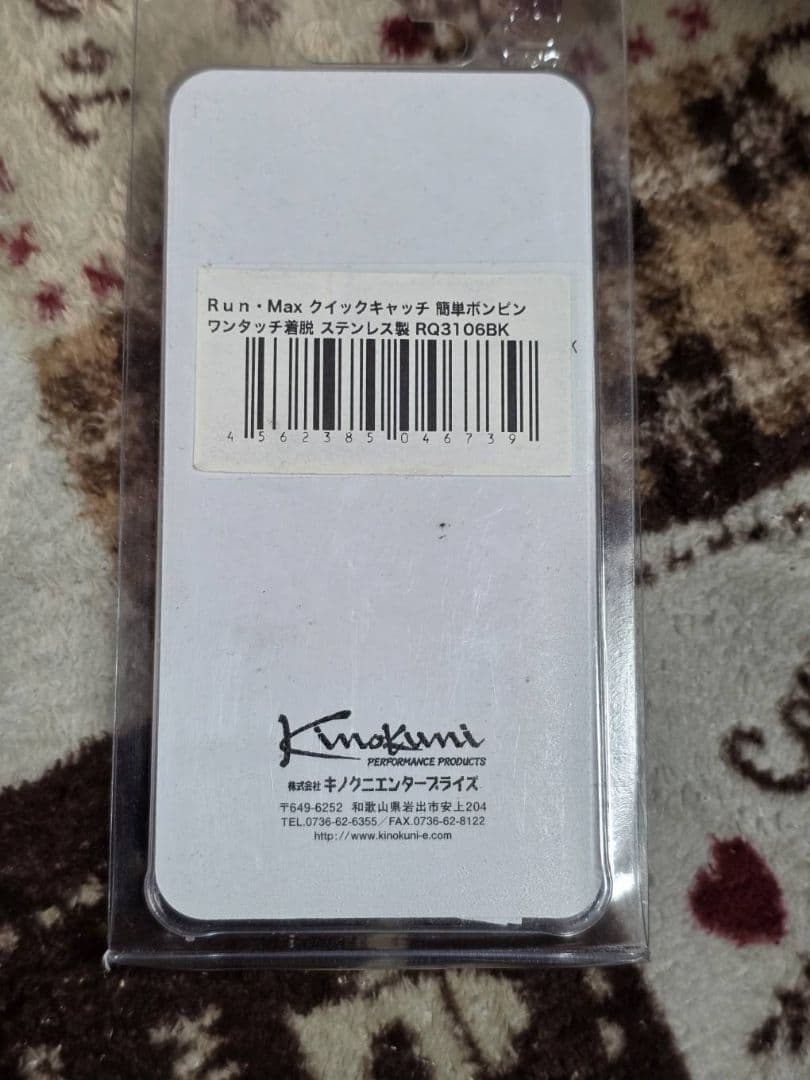 Run・Max クイックキャッチ 簡単ボンピン
ワンタッチ着脱 ステンレス製 RQ3106BK
4562385046739
Kinokuni
PERFORMANCE PRODUCTS
株式会社 キノクニエンタープライズ
〒649-6252 和歌山県岩出市安上204
TEL.0736-62-6355/FAX.0736-62-8122
http://www.kinokuni-e.com